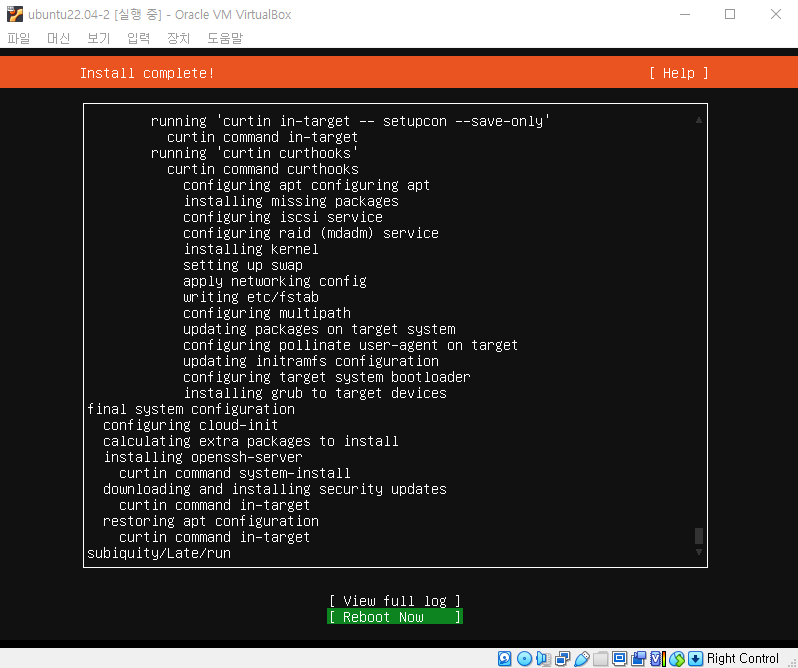 ubuntu22.04-2 [실행 중] - Oracle VM VirtualBox
파일 머신 보기 입력 장치 도움말
Install complete! [ Help ]
running 'curtin in-target -- setupcon --save-only'
curtin command in-target
running 'curtin curthooks'
curtin command curthooks
configuring apt configuring apt
installing missing packages
configuring iscsi service
configuring raid (mdadm) service
installing kernel
setting up swap
apply networking config
writing etc/fstab
configuring multipath
updating packages on target system
configuring pollinate user-agent on target
updating initramfs configuration
configuring target system bootloader
installing grub to target devices
final system configuration
configuring cloud-init
calculating extra packages to install
installing openssh-server
curtin command system-install
downloading and installing security updates
curtin command in-target
restoring apt configuration
curtin command in-target
subiquity/Late/run
[ View full log ]
[ Reboot Now ]
Right Control